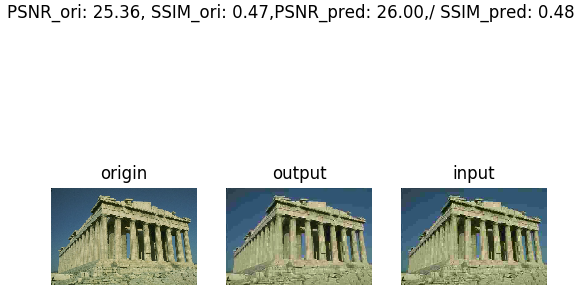 PSNR_ori: 25.36, SSIM_ori: 0.47,PSNR_pred: 26.00,/ SSIM_pred: 0.48
origin
output
input